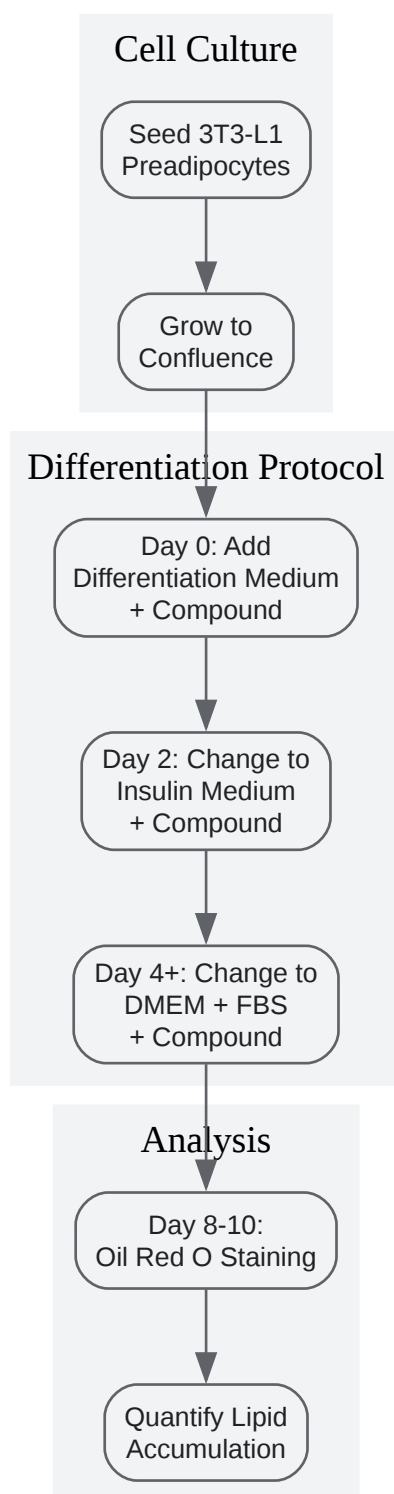 Cell Culture
Seed 3T3-L1
Preadipocytes
Grow to
Confluence
Differentiation Protocol
Day 0: Add
Differentiation Medium
+ Compound
Day 2: Change to
Insulin Medium
+ Compound
Day 4+: Change to
DMEM + FBS
+ Compound
Analysis
Day 8-10:
Oil Red O Staining
Quantify Lipid
Accumulation